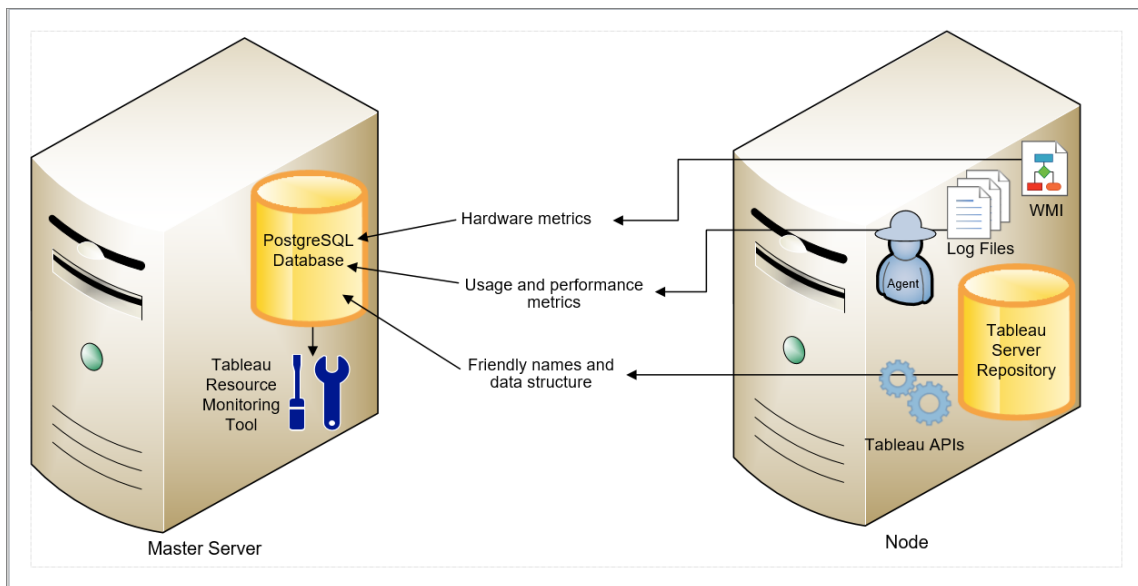 PostgreSQL
Database
Tableau
Resource
Monitoring
Tool
Master Server
Hardware metrics
Usage and performance
metrics
Friendly names and
data structure
WMI
Log Files
Agent
Tableau
Server
Repository
Tableau APIs
Node